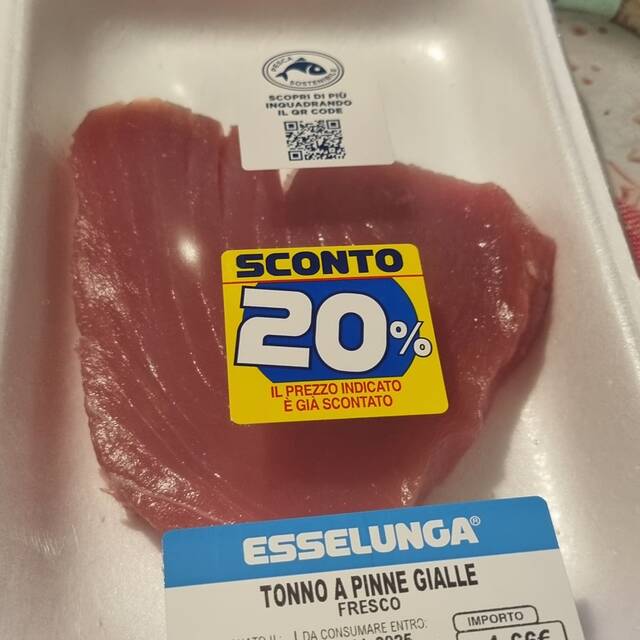 PESCA SOSTENIBILE
SCOPRI DI PIÙ
INQUADRANDO
IL QR CODE
SCONTO
20%
IL PREZZO INDICATO
È GIÀ SCONTATO
ESSELUNGA®
TONNO A PINNE GIALLE
FRESCO
DA CONSUMARE ENTRO:
IMPORTO